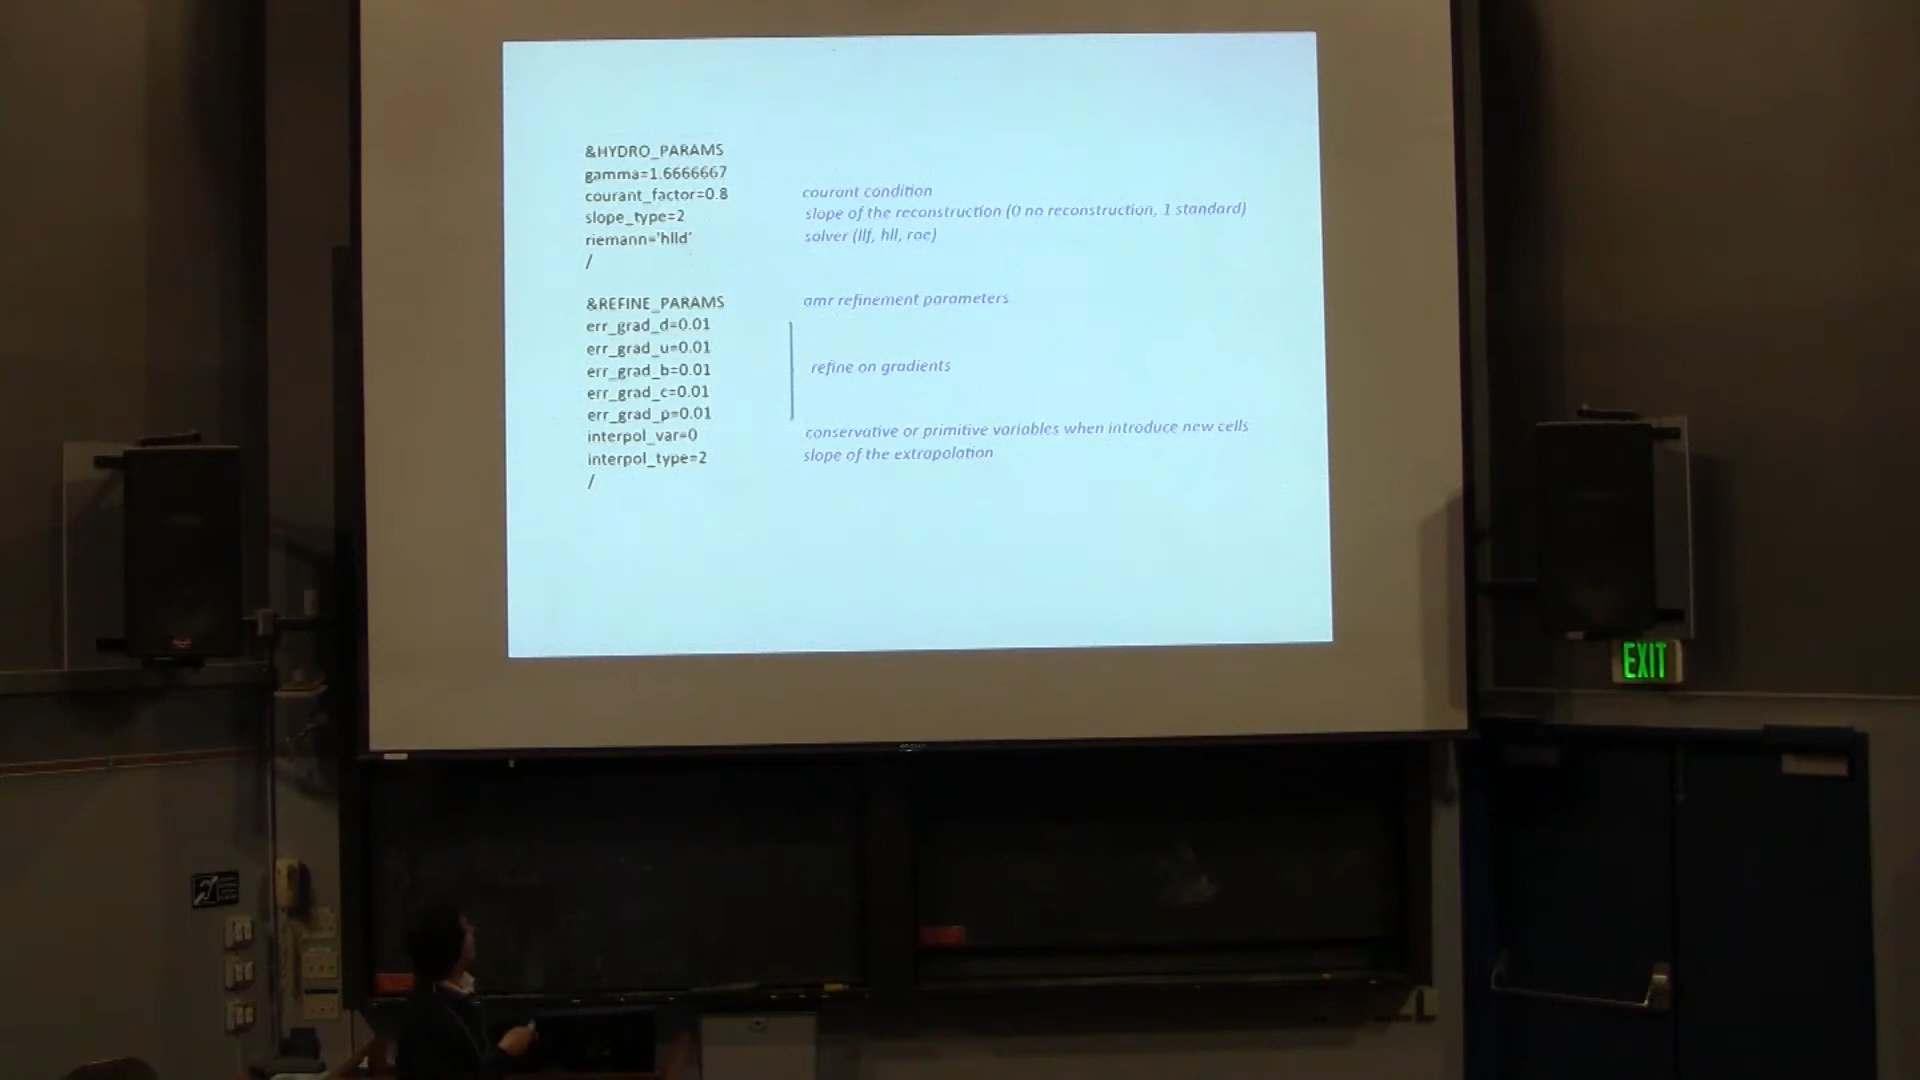 &HYDRO_PARAMS
gamma=1.6666667
courant_factor=0.8 courant condition
slope_type=2 slope of the reconstruction (0 no reconstruction, 1 standard)
riemann='hlld' solver (llf, hll, roe)
/
&REFINE_PARAMS amr refinement parameters
err_grad_d=0.01
err_grad_u=0.01
err_grad_b=0.01 refine on gradients
err_grad_c=0.01
err_grad_p=0.01
interpol_var=0 conservative or primitive variables when introduce new cells
interpol_type=2 slope of the extrapolation
/
EXIT